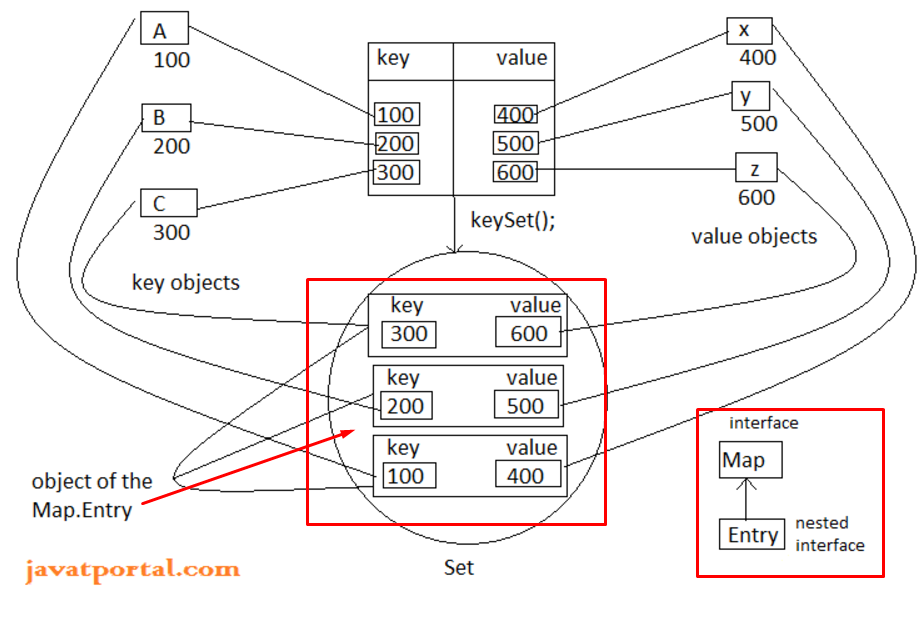 A
100
B
200
C
300
key objects
key value
100 400
200 500
300 600
keySet();
x
400
y
500
z
600
value objects
key value
300 600
key value
200 500
key value
100 400
object of the
Map.Entry
Set
interface
Map
Entry
nested
interface
javatportal.com